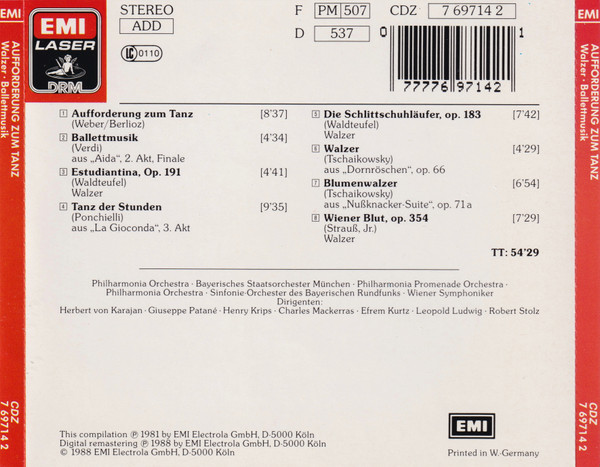 EMI
AUFFORDERUNG ZUM TANZ
Walzer · Ballettmusik
CDZ
7 69714 2
EMI
LASER
DRM
STEREO
ADD
LC 0110
F PM 507 CDZ 7 69714 2
D 537
0 77776 97142 1
1 Aufforderung zum Tanz [8'37]
(Weber/Berlioz)
2 Ballettmusik [4'34]
(Verdi)
aus „Aida", 2. Akt, Finale
3 Estudiantina, Op. 191 [4'41]
(Waldteufel)
Walzer
4 Tanz der Stunden [9'35]
(Ponchielli)
aus „La Gioconda", 3. Akt
5 Die Schlittschuhläufer, op. 183 [7'42]
(Waldteufel)
6 Walzer [4'29]
(Tschaikowsky)
aus „Dornröschen", op. 66
7 Blumenwalzer [6'54]
(Tschaikowsky)
aus „Nußknacker-Suite", op. 71a
8 Wiener Blut, op. 354 [7'29]
(Strauß, Jr.)
Walzer
TT: 54'29
Philharmonia Orchestra · Bayerisches Staatsorchester München · Philharmonia Promenade Orchestra ·
Philharmonia Orchestra · Sinfonie-Orchester des Bayerischen Rundfunks · Wiener Symphoniker
Dirigenten:
Herbert von Karajan · Giuseppe Patané · Henry Krips · Charles Mackerras · Efrem Kurtz · Leopold Ludwig · Robert Stolz
This compilation ℗ 1981 by EMI Electrola GmbH, D-5000 Köln
Digital remastering ℗ 1988 by EMI Electrola GmbH, D-5000 Köln
© 1988 EMI Electrola GmbH, D-5000 Köln
EMI
Printed in W.-Germany
EMI
AUFFORDERUNG ZUM TANZ
Walzer · Ballettmusik
CDZ
7 69714 2